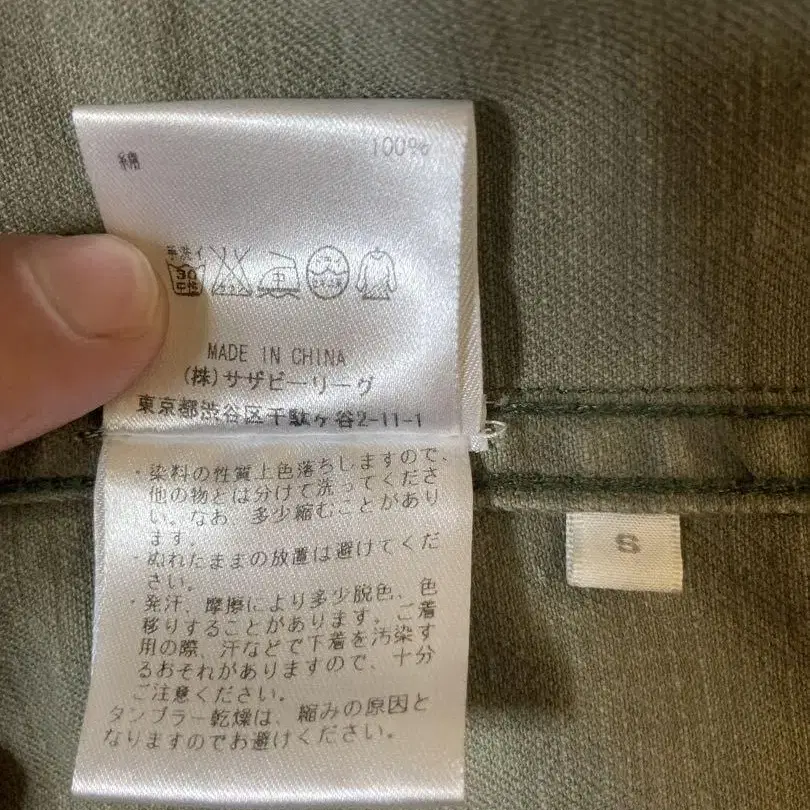 綿 100%
手洗イ
30
中性
中
MADE IN CHINA
(株)サザビーリーグ
東京都渋谷区千駄ヶ谷2-11-1
・染料の性質上色落ちしますので、
他の物とは分けて洗ってくださ
い。なお、多少縮むことがあり
ます。
・ぬれたままの放置は避けてくだ
さい。
・発汗、摩擦により多少脱色、色
移りすることがあります。ご着
用の際、汗などで下着を汚染す
るおそれがありますので、十分
ご注意ください。
タンブラー乾燥は、縮みの原因と
なりますのでお避けください。
S